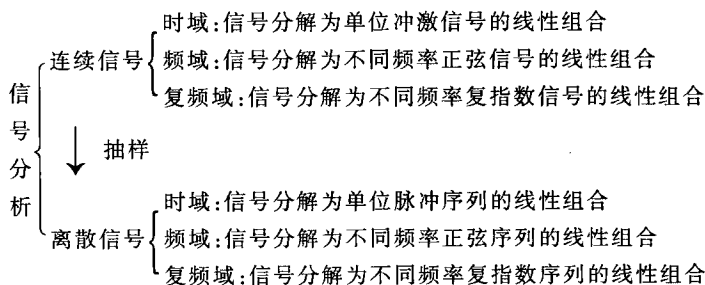 时域:信号分解为单位冲激信号的线性组合
连续信号
频域:信号分解为不同频率正弦信号的线性组合
复频域:信号分解为不同频率复指数信号的线性组合
信号分析
抽样
时域:信号分解为单位脉冲序列的线性组合
离散信号
频域:信号分解为不同频率正弦序列的线性组合
复频域:信号分解为不同频率复指数序列的线性组合